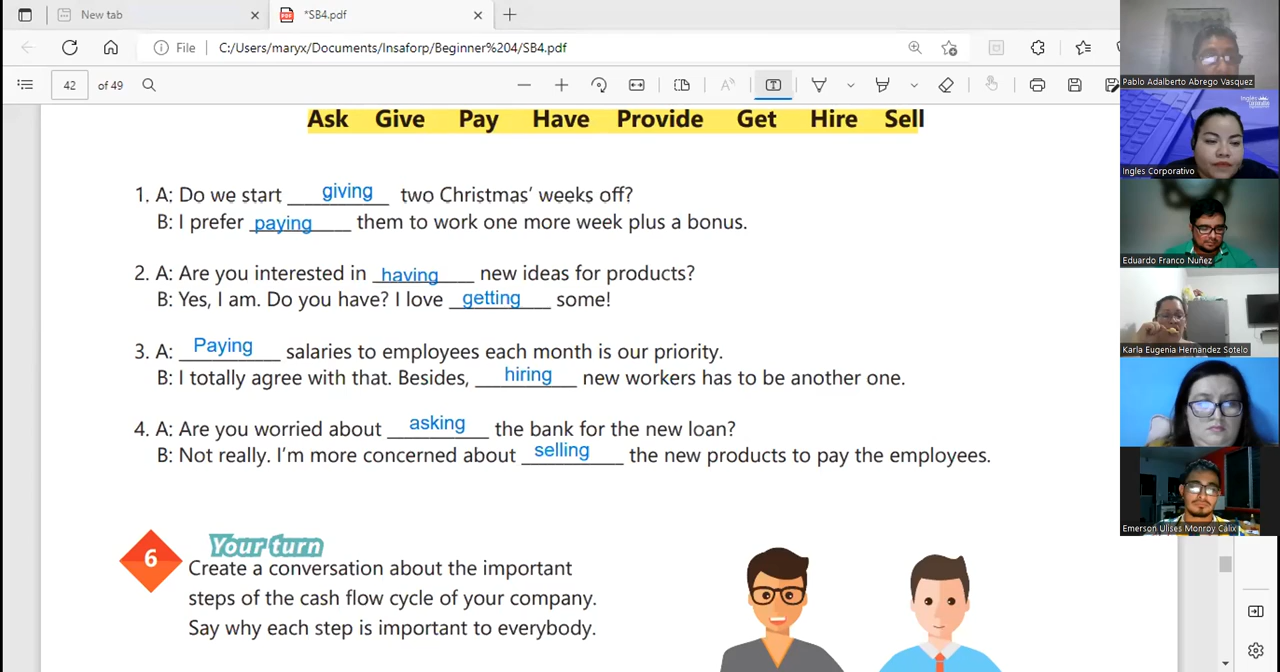 New tab
*SB4.pdf
File C:/Users/maryx/Documents/Insaforp/Beginner%204/SB4.pdf
42 of 49
Ask Give Pay Have Provide Get Hire Sell
1. A: Do we start giving two Christmas’ weeks off?
B: I prefer paying them to work one more week plus a bonus.
2. A: Are you interested in having new ideas for products?
B: Yes, I am. Do you have? I love getting some!
3. A: Paying salaries to employees each month is our priority.
B: I totally agree with that. Besides, hiring new workers has to be another one.
4. A: Are you worried about asking the bank for the new loan?
B: Not really. I’m more concerned about selling the new products to pay the employees.
6 Your turn
Create a conversation about the important
steps of the cash flow cycle of your company.
Say why each step is important to everybody.
Pablo Adalberto Abrego Vasquez
Ingles Corporativo
Eduardo Franco Nuñez
Karla Eugenia Hernandez Sotelo
Emerson Ulises Monroy Calix